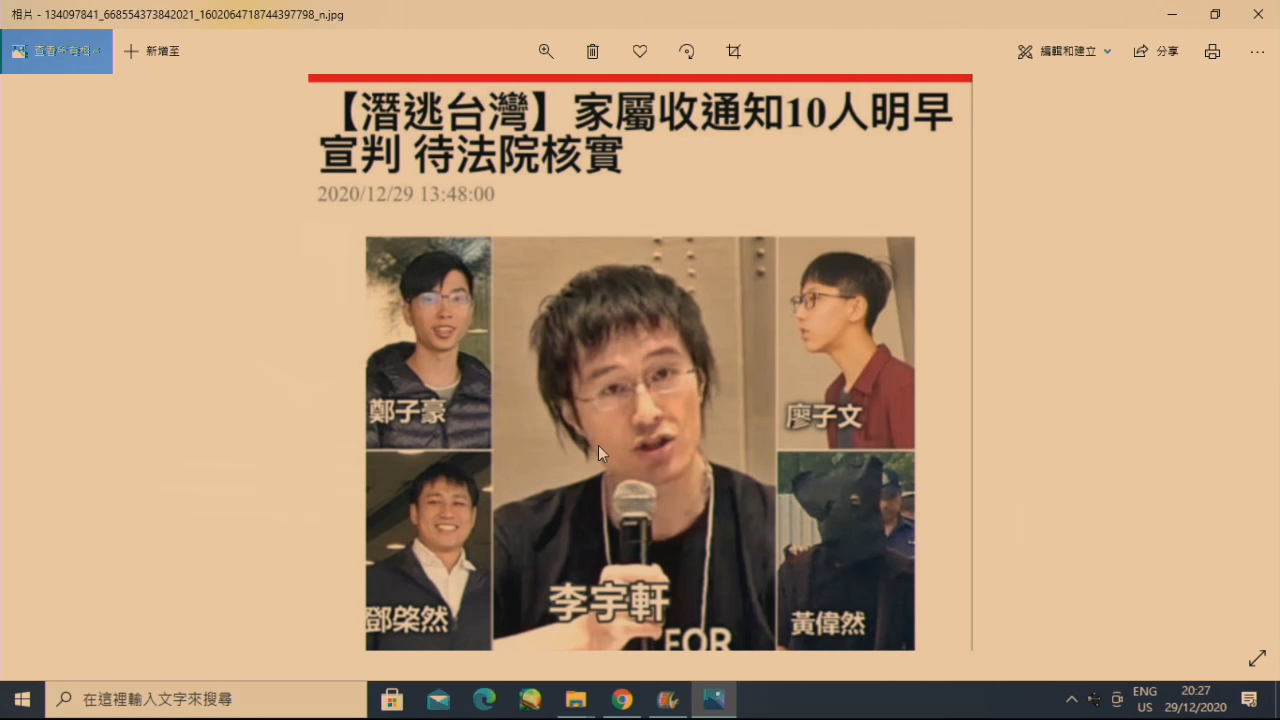 相片 - 134097841_668554373842021_1602064718744397798_n.jpg
查看所有相片
新增至
編輯和建立
分享
【潛逃台灣】家屬收通知10人明早
宣判 待法院核實
2020/12/29 13:48:00
鄭子豪
廖子文
鄧棨然
李宇軒
黃偉然
FOR
在這裡輸入文字來搜尋
ENG
US
20:27
29/12/2020